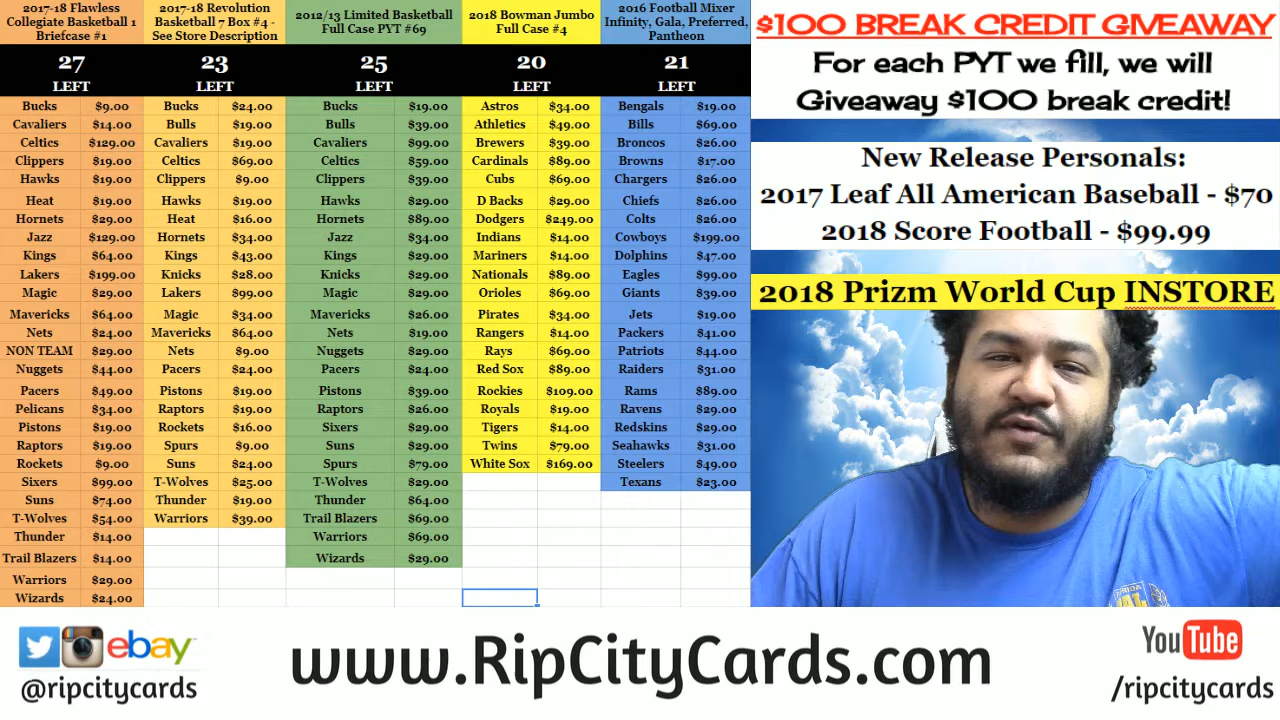 2017-18 Flawless Collegiate Basketball 1 Briefcase #1
27
LEFT
Bucks $9.00
Cavaliers $14.00
Celtics $129.00
Clippers $19.00
Hawks $19.00
Heat $19.00
Hornets $29.00
Jazz $129.00
Kings $64.00
Lakers $199.00
Magic $29.00
Mavericks $64.00
Nets $24.00
NON TEAM $29.00
Nuggets $44.00
Pacers $49.00
Pelicans $34.00
Pistons $19.00
Raptors $19.00
Rockets $9.00
Sixers $99.00
Suns $74.00
T-Wolves $54.00
Thunder $14.00
Trail Blazers $14.00
Warriors $29.00
Wizards $24.00
2017-18 Revolution Basketball 7 Box #4 - See Store Description
23
LEFT
Bucks $24.00
Bulls $19.00
Cavaliers $19.00
Celtics $69.00
Clippers $9.00
Hawks $19.00
Heat $16.00
Hornets $34.00
Kings $43.00
Knicks $28.00
Lakers $99.00
Magic $34.00
Mavericks $64.00
Nets $9.00
Pacers $24.00
Pistons $19.00
Raptors $19.00
Rockets $16.00
Spurs $9.00
Suns $24.00
T-Wolves $25.00
Thunder $19.00
Warriors $39.00
2012/13 Limited Basketball Full Case PYT #69
25
LEFT
Bucks $19.00
Bulls $39.00
Cavaliers $99.00
Celtics $59.00
Clippers $39.00
Hawks $29.00
Hornets $89.00
Jazz $34.00
Kings $29.00
Knicks $29.00
Magic $29.00
Mavericks $26.00
Nets $19.00
Nuggets $29.00
Pacers $24.00
Pistons $39.00
Raptors $26.00
Sixers $29.00
Suns $29.00
Spurs $79.00
T-Wolves $29.00
Thunder $64.00
Trail Blazers $69.00
Warriors $69.00
Wizards $29.00
2018 Bowman Jumbo Full Case #4
20
LEFT
Astros $34.00
Athletics $49.00
Brewers $39.00
Cardinals $89.00
Cubs $69.00
D Backs $29.00
Dodgers $249.00
Indians $14.00
Mariners $14.00
Nationals $89.00
Orioles $69.00
Pirates $34.00
Rangers $14.00
Rays $69.00
Red Sox $89.00
Rockies $109.00
Royals $19.00
Tigers $14.00
Twins $79.00
White Sox $169.00
2016 Football Mixer Infinity, Gala, Preferred, Pantheon
21
LEFT
Bengals $19.00
Bills $69.00
Broncos $26.00
Browns $17.00
Chargers $26.00
Chiefs $26.00
Colts $26.00
Cowboys $199.00
Dolphins $47.00
Eagles $99.00
Giants $39.00
Jets $19.00
Packers $41.00
Patriots $44.00
Raiders $31.00
Rams $89.00
Ravens $29.00
Redskins $29.00
Seahawks $31.00
Steelers $49.00
Texans $23.00
$100 BREAK CREDIT GIVEAWAY
For each PYT we fill, we will
Giveaway $100 break credit!
New Release Personals:
2017 Leaf All American Baseball - $70
2018 Score Football - $99.99
2018 Prizm World Cup INSTORE
ebay
@ripcitycards
www.RipCityCards.com
YouTube
/ripcitycards